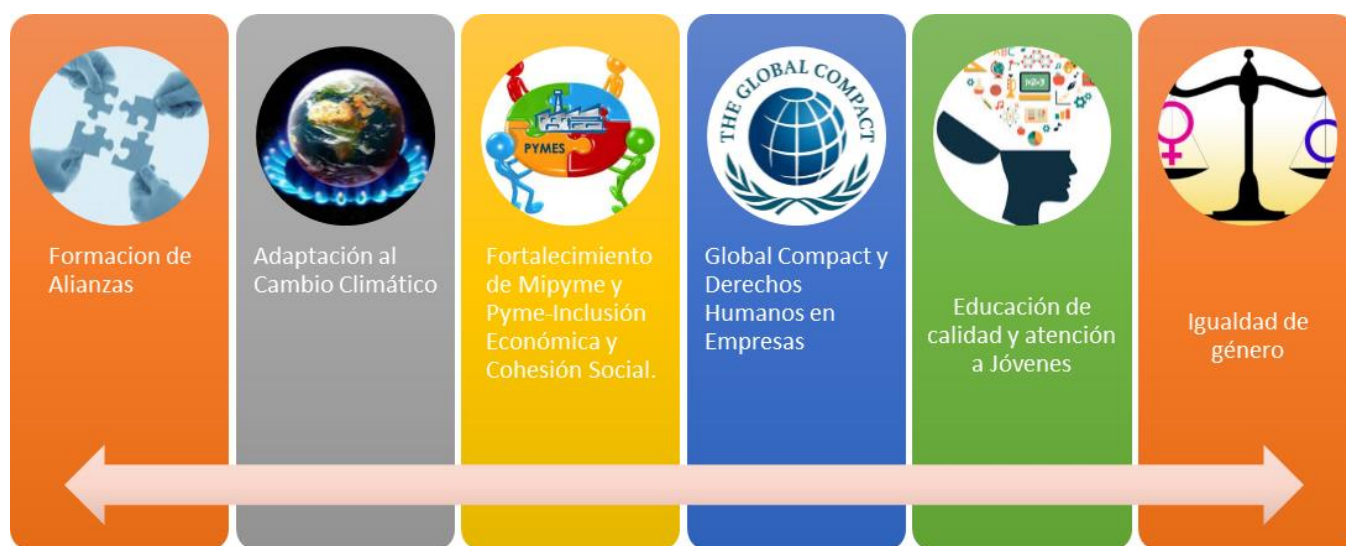 Formacion de
Alianzas
Adaptación al
Cambio Climático
PYMES
Fortalecimiento
de Mipyme y
Pyme-Inclusión
Económica y
Cohesión Social.
THE GLOBAL COMPACT
Global Compact y
Derechos
Humanos en
Empresas
Educación de
calidad y atención
a Jóvenes
Igualdad de
género